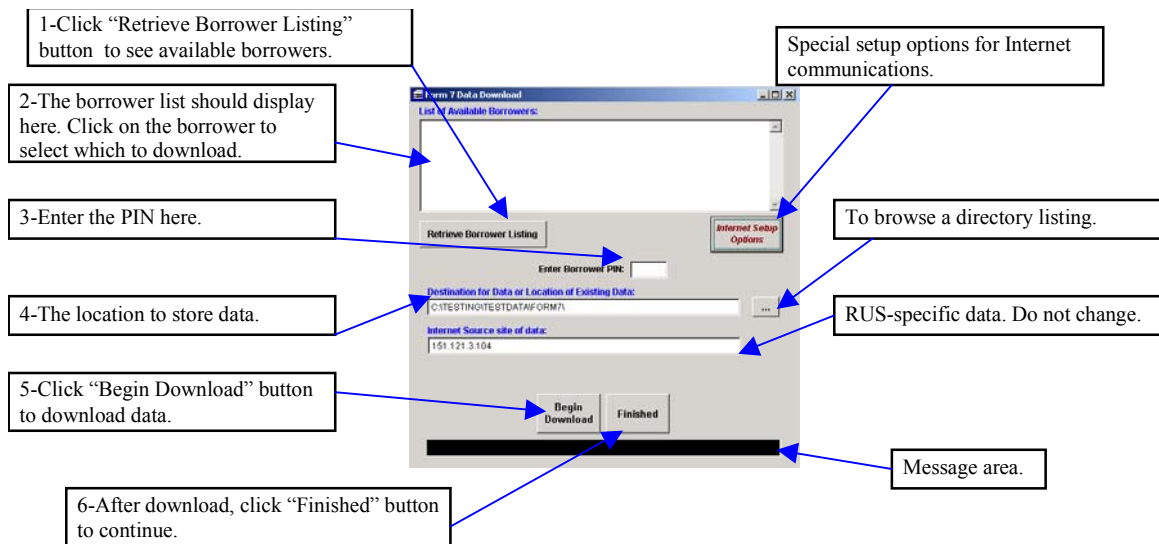 1-Click “Retrieve Borrower Listing”
button to see available borrowers.
Special setup options for Internet
communications.
2-The borrower list should display
here. Click on the borrower to
select which to download.
Form 7 Data Download
List of Available Borrowers:
3-Enter the PIN here.
To browse a directory listing.
Retrieve Borrower Listing
Internet Setup
Options
Enter Borrower PIN:
4-The location to store data.
Destination for Data or Location of Existing Data:
C:\TESTING\TESTDATA\FORM7\
...
RUS-specific data. Do not change.
Internet Source site of data:
151.121.3.104
5-Click “Begin Download” button
to download data.
Begin
Download
Finished
Message area.
6-After download, click “Finished” button
to continue.